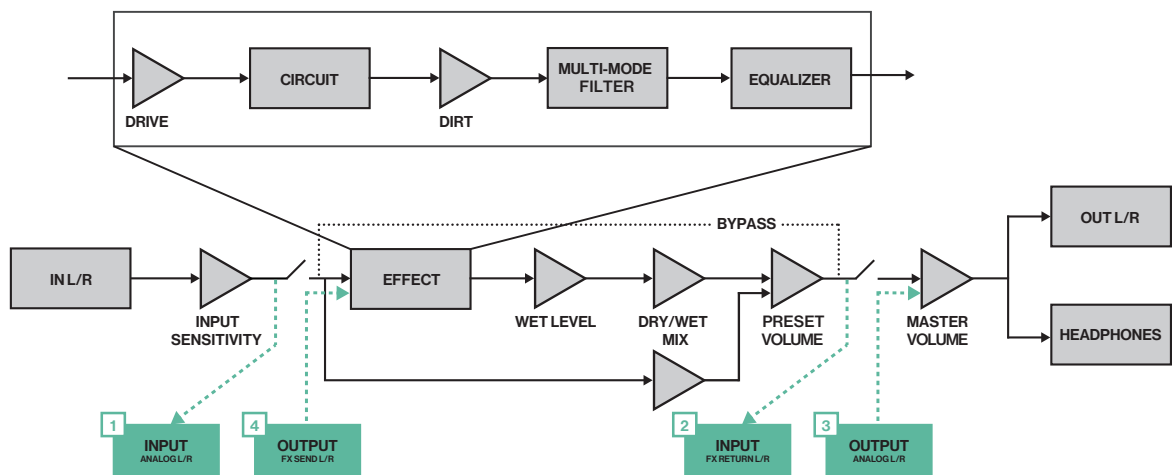 DRIVE
CIRCUIT
DIRT
MULTI-MODE
FILTER
EQUALIZER
BYPASS
IN L/R
INPUT
SENSITIVITY
EFFECT
WET LEVEL
DRY/WET
MIX
PRESET
VOLUME
MASTER
VOLUME
OUT L/R
HEADPHONES
1
INPUT
ANALOG L/R
4
OUTPUT
FX SEND L/R
2
INPUT
FX RETURN L/R
3
OUTPUT
ANALOG L/R